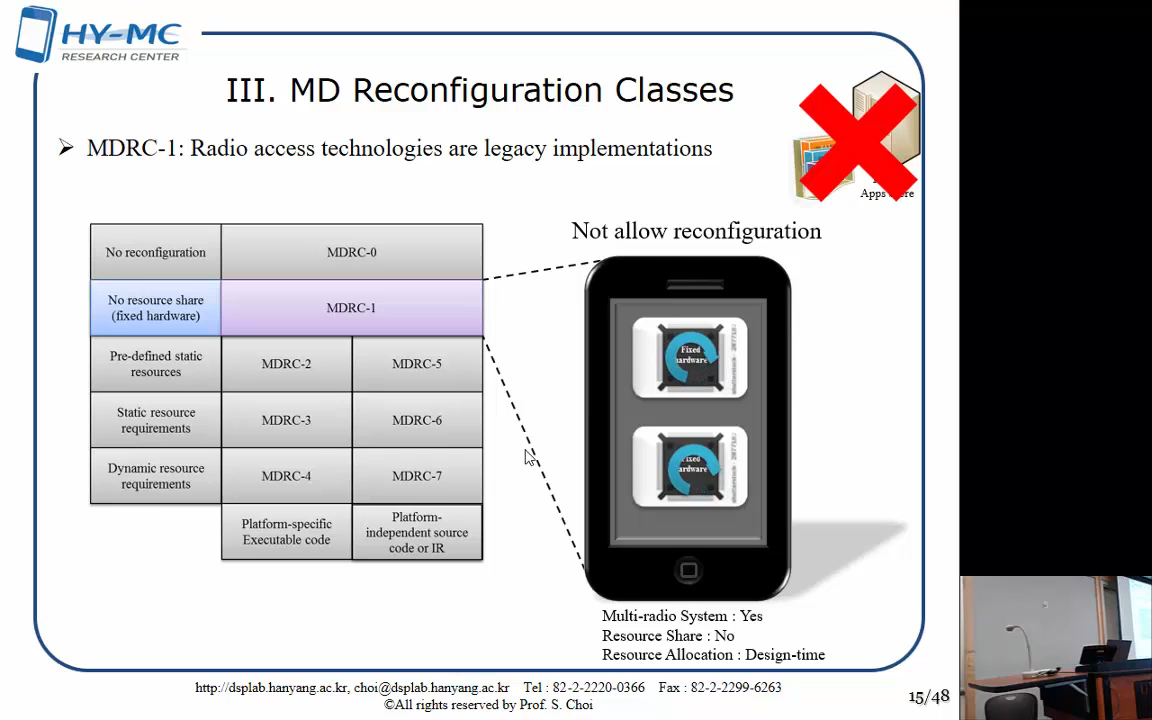 HY-MC
RESEARCH CENTER
III. MD Reconfiguration Classes
MDRC-1: Radio access technologies are legacy implementations
Apps
Not allow reconfiguration
No reconfiguration
MDRC-0
No resource share
(fixed hardware)
MDRC-1
Pre-defined static
resources
MDRC-2
MDRC-5
Static resource
requirements
MDRC-3
MDRC-6
Dynamic resource
requirements
MDRC-4
MDRC-7
Platform-specific
Executable code
Platform-
independent source
code or IR
Fixed
hardware
Fixed
hardware
Multi-radio System : Yes
Resource Share : No
Resource Allocation : Design-time
http://dsplab.hanyang.ac.kr, choi@dsplab.hanyang.ac.kr Tel : 82-2-2220-0366 Fax : 82-2-2299-6263
©All rights reserved by Prof. S. Choi
15/48